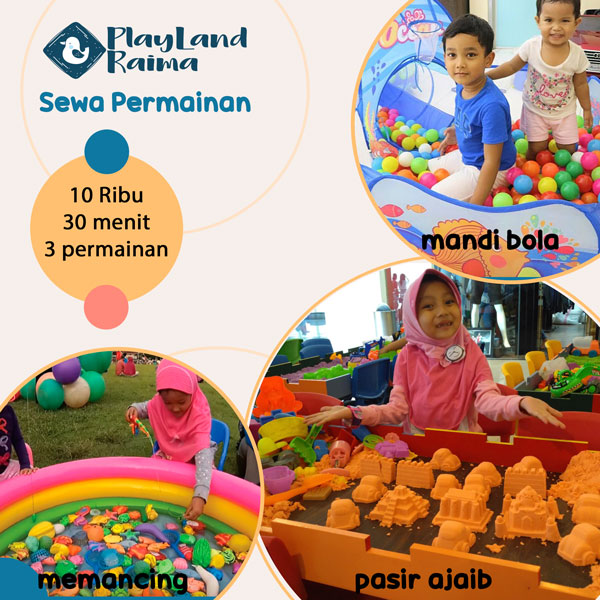 PlayLand
Raima
Sewa Permainan
10 Ribu
30 menit
3 permainan
mandi bola
memancing
pasir ajaib